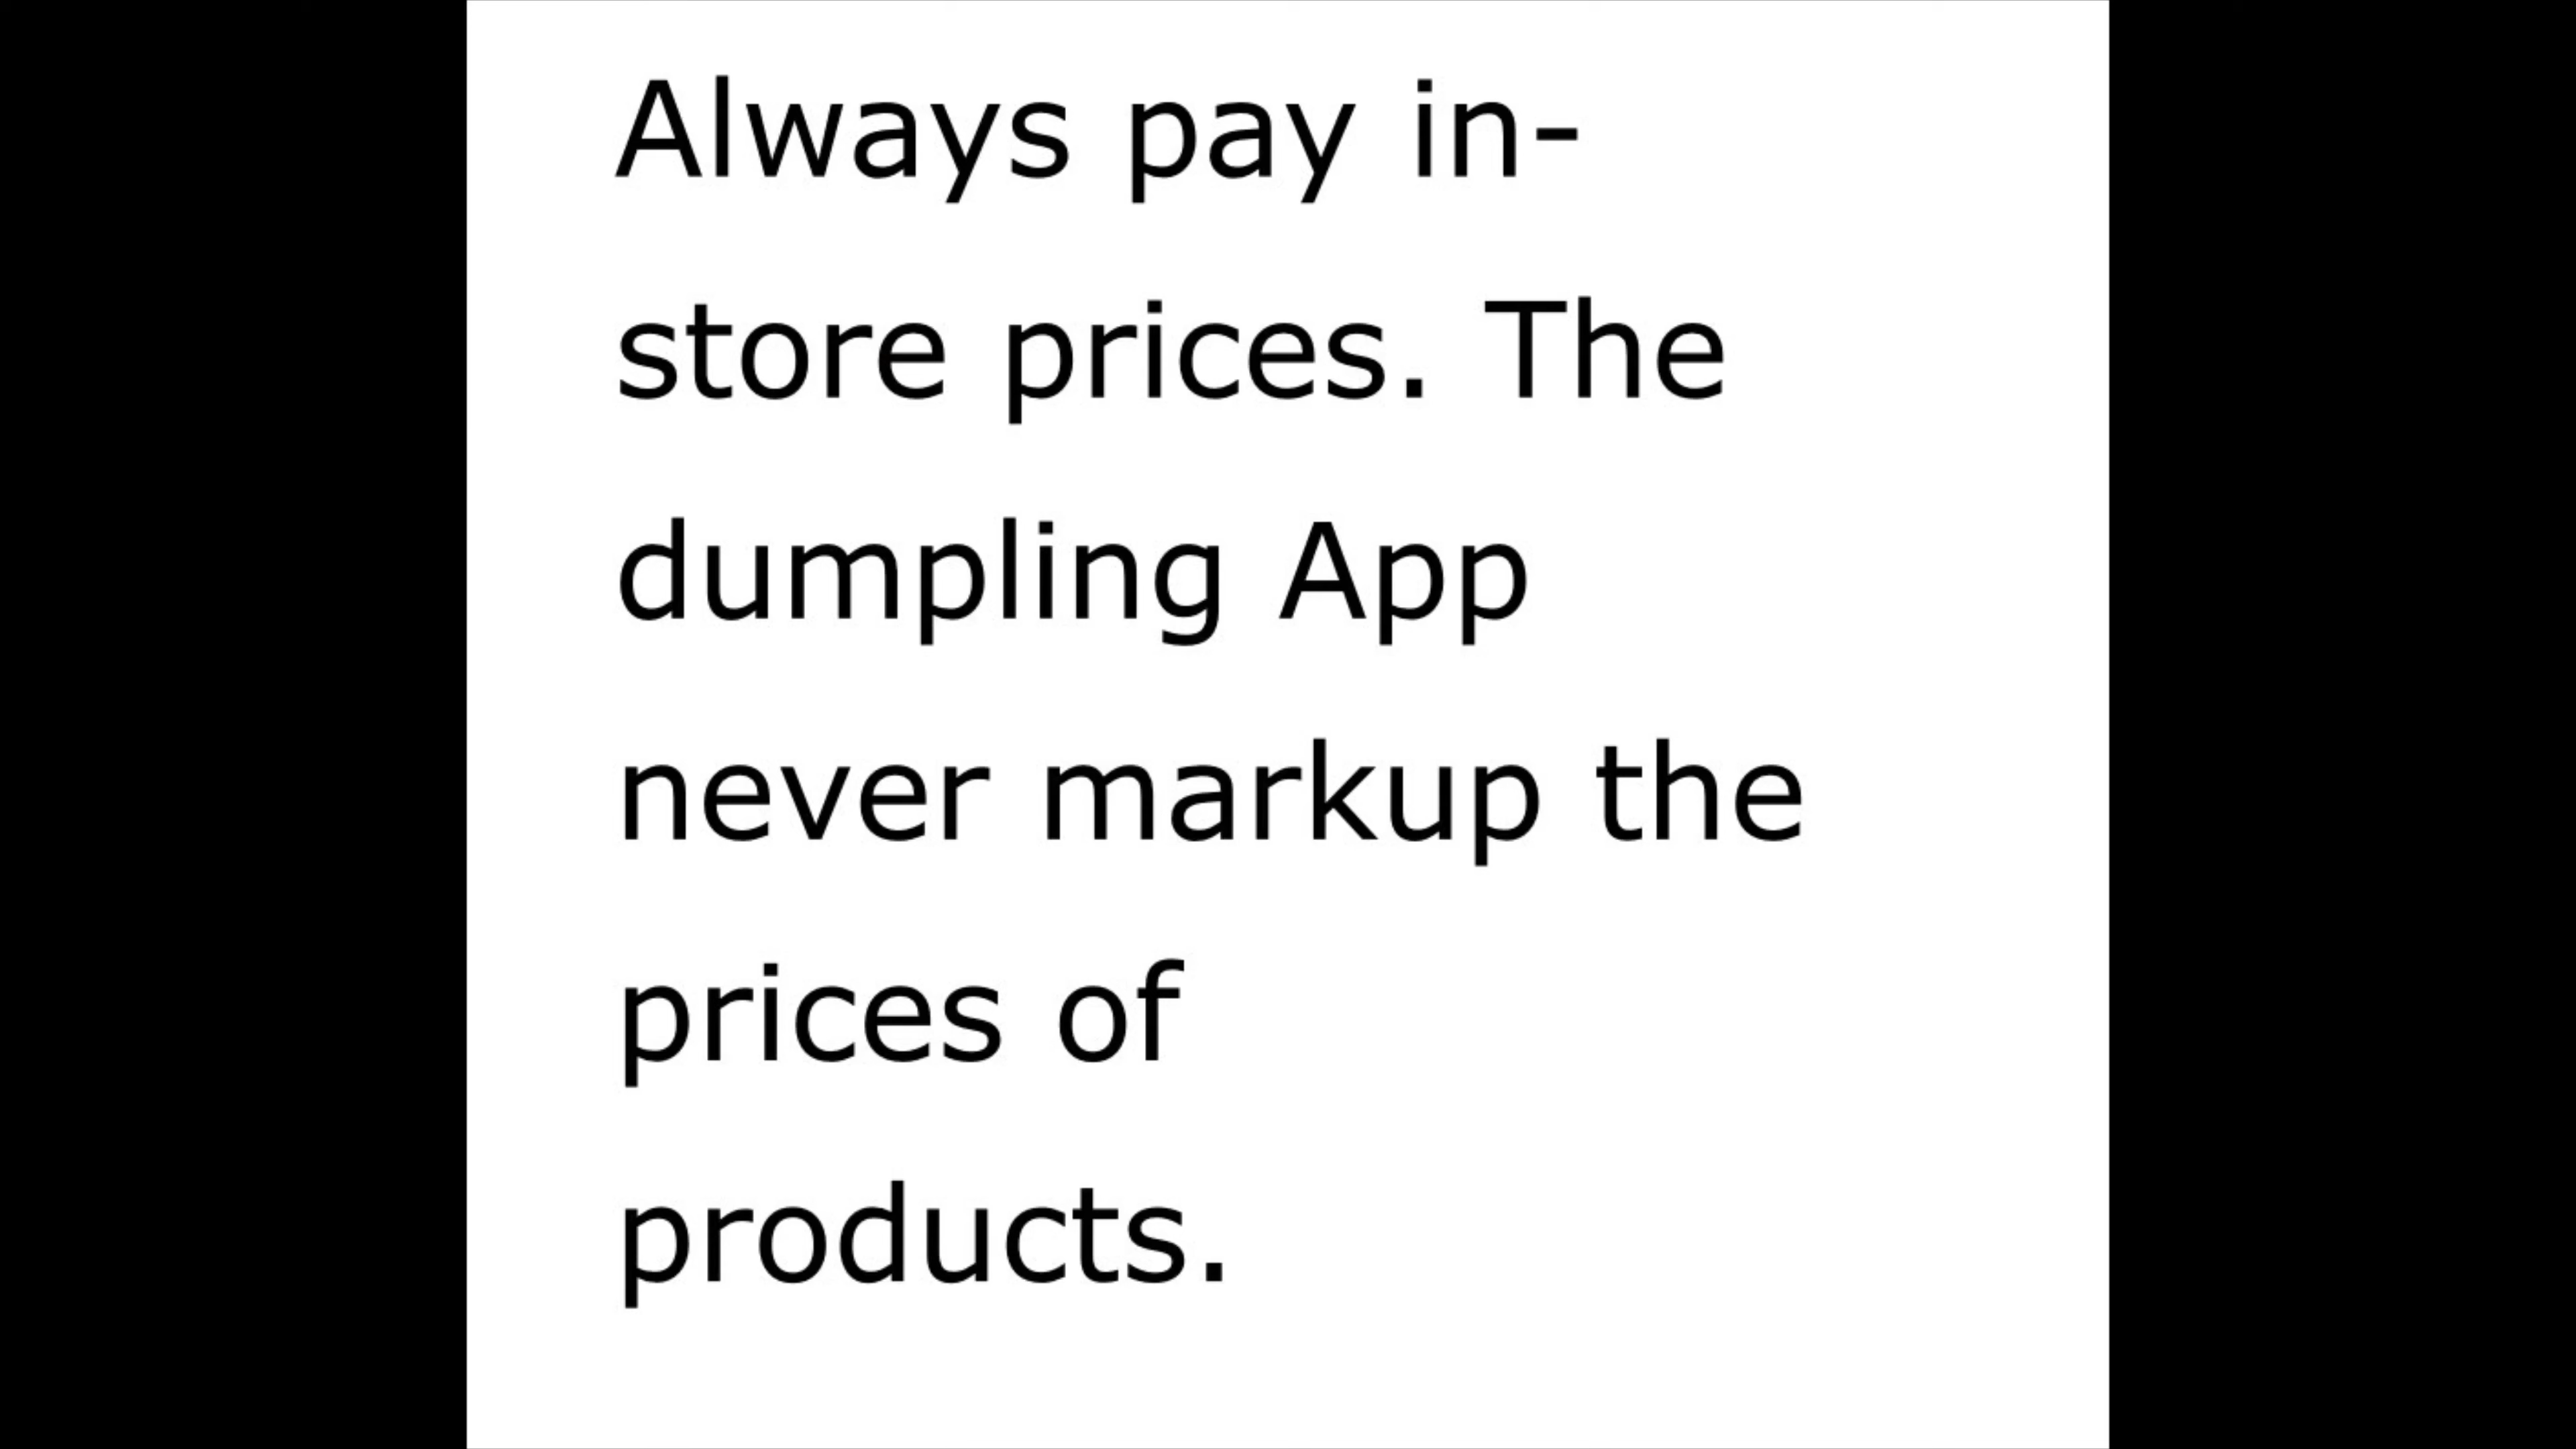 Always pay in-
store prices. The
dumpling App
never markup the
prices of
products.